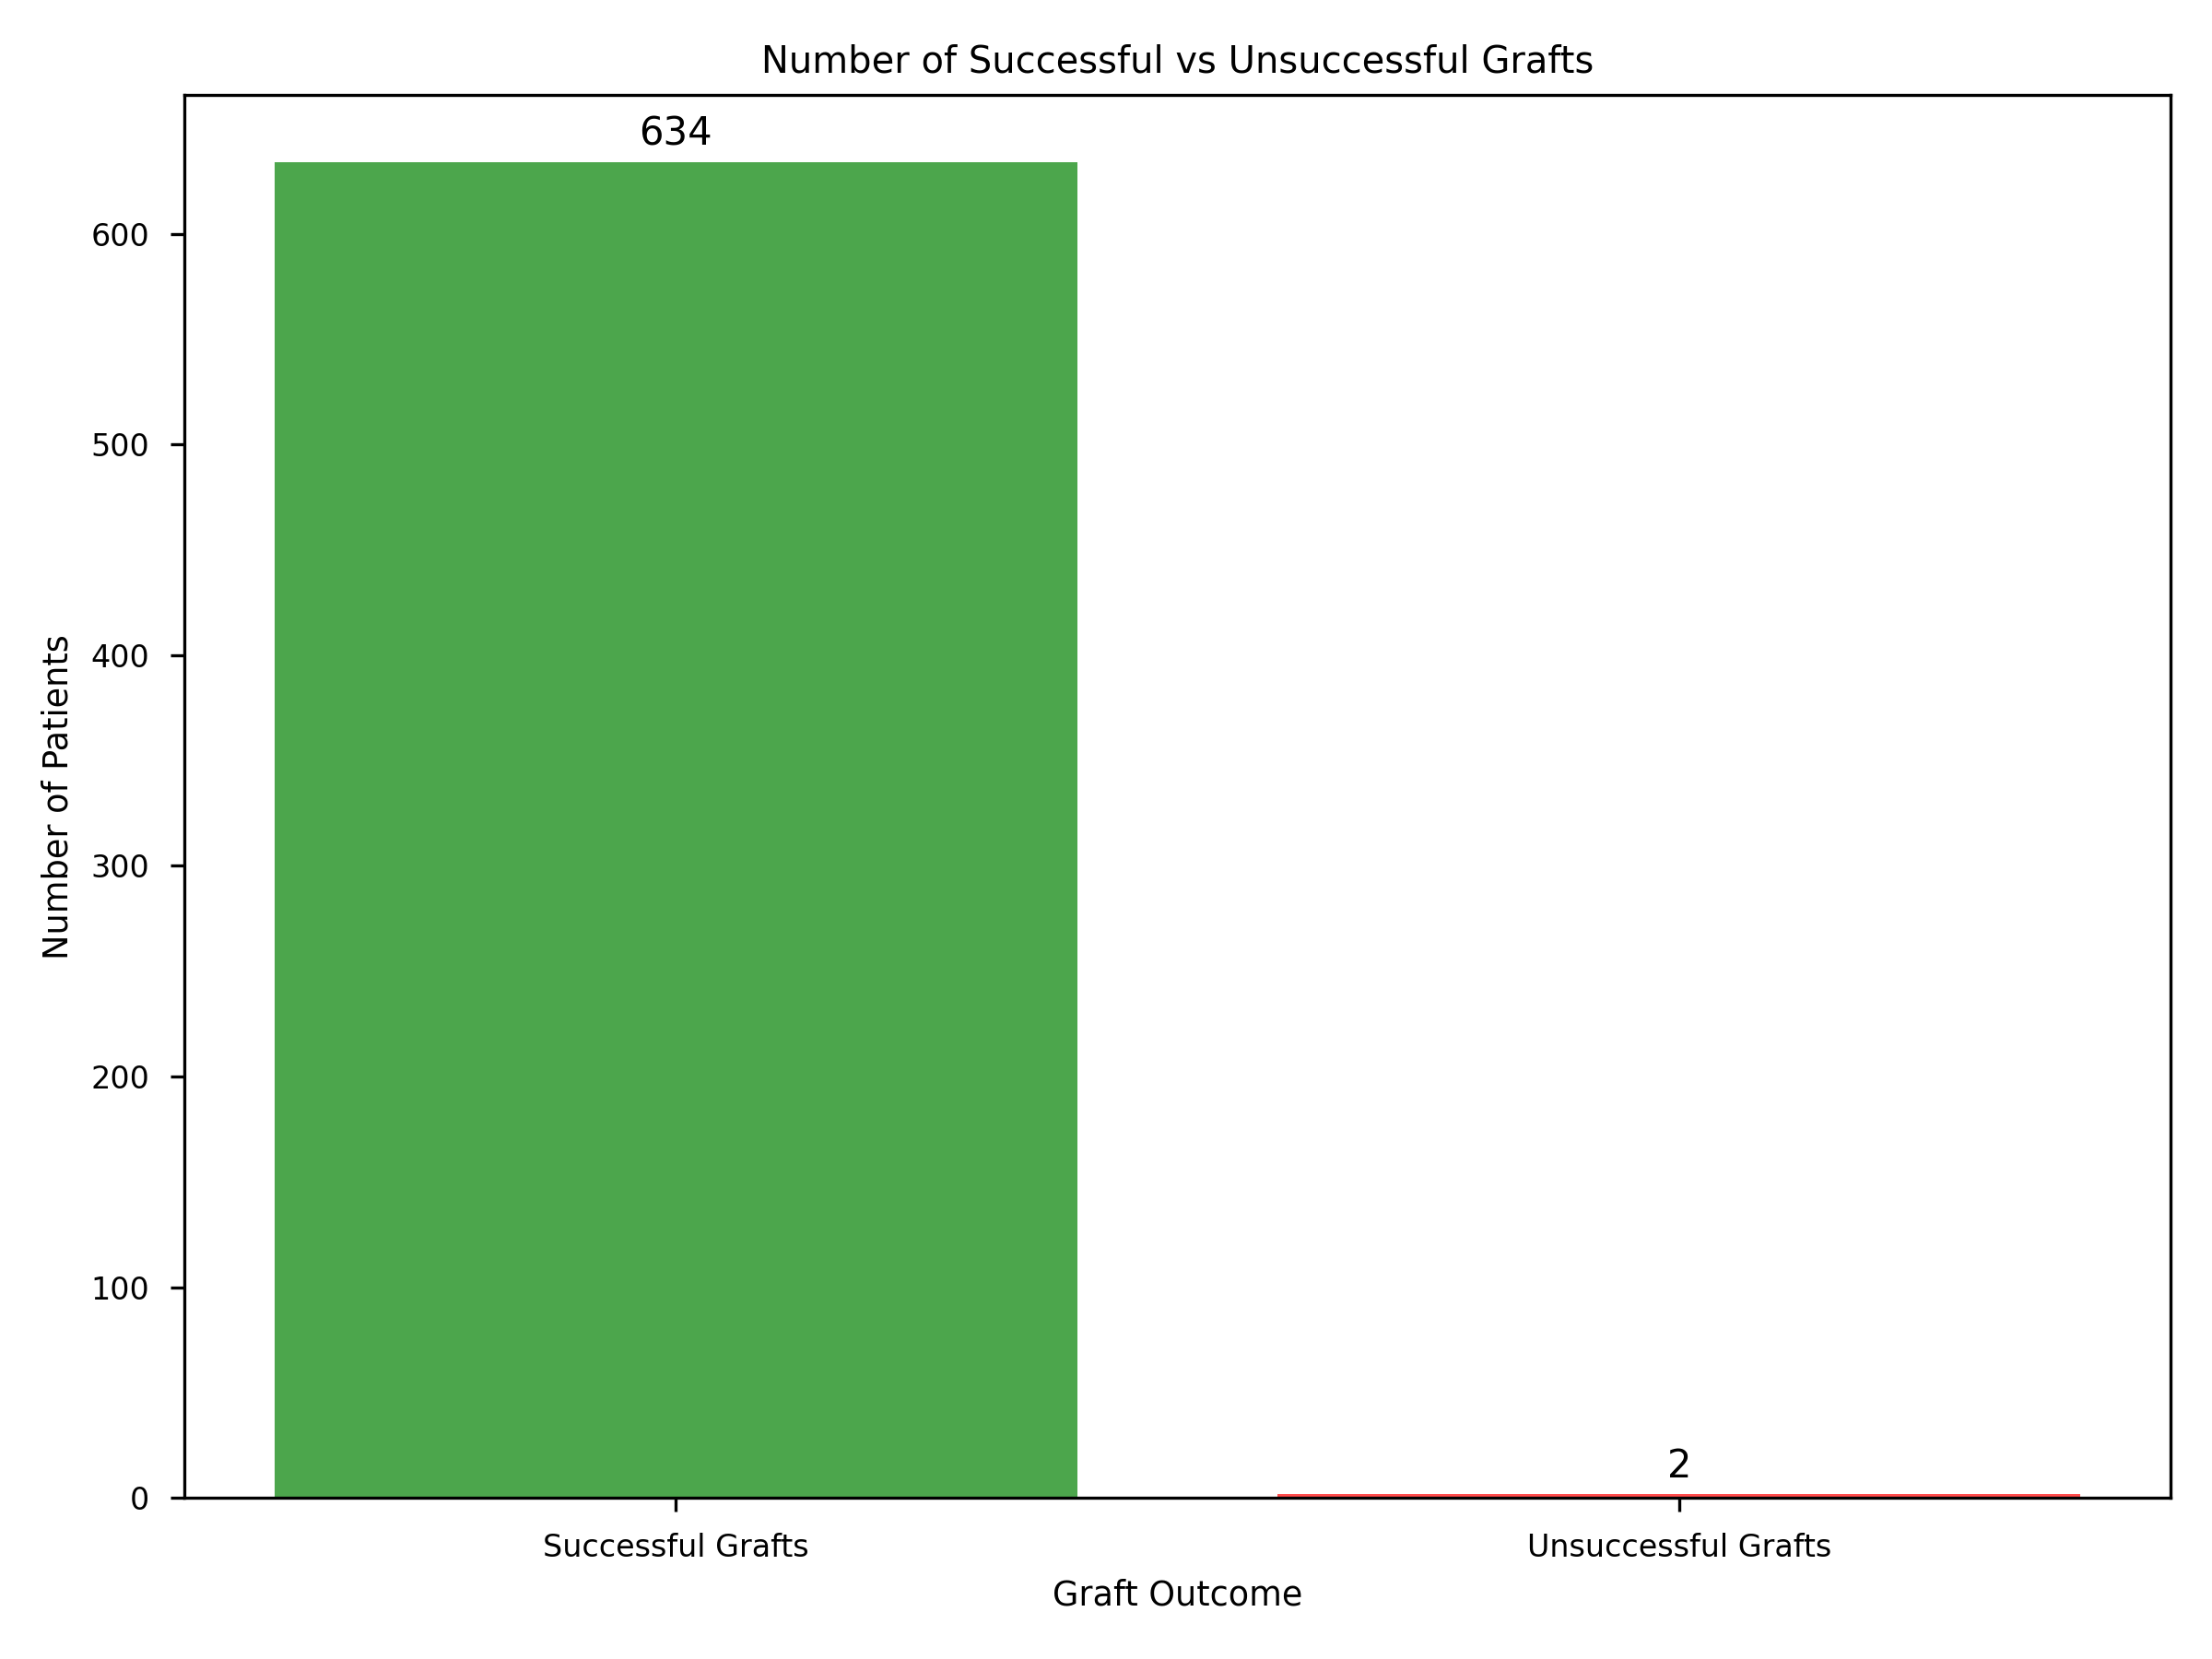 Number of Successful vs Unsuccessful Grafts
634
600
500
400
300
200
100
0
Number of Patients
2
Successful Grafts
Unsuccessful Grafts
Graft Outcome